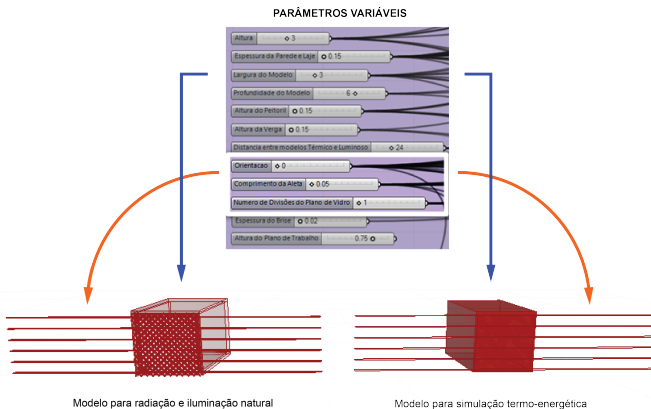 PARÂMETROS VARIÁVEIS
Altura 3
Espessura da Parede e Laje 0.15
Largura do Modelo 3
Profundidade do Modelo 6
Altura do Peitoril 0.15
Altura da Verga 0.15
Distancia entre modelos Térmico e Luminoso 24
Orientacao 0
Comprimento da Aleta 0.05
Numero de Divisões do Plano de Vidro 1
Espessura do Brise 0.02
Altura do Plano de Trabalho 0.75
Modelo para radiação e iluminação natural
Modelo para simulação termo-energética